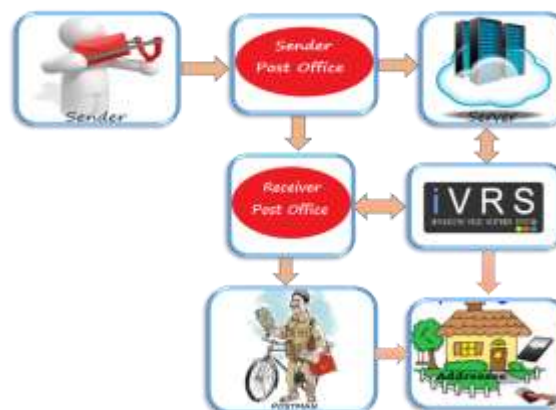 Sender
Sender
Post Office
Server
Receiver
Post Office
iVRS
POSTMAN
Addressee